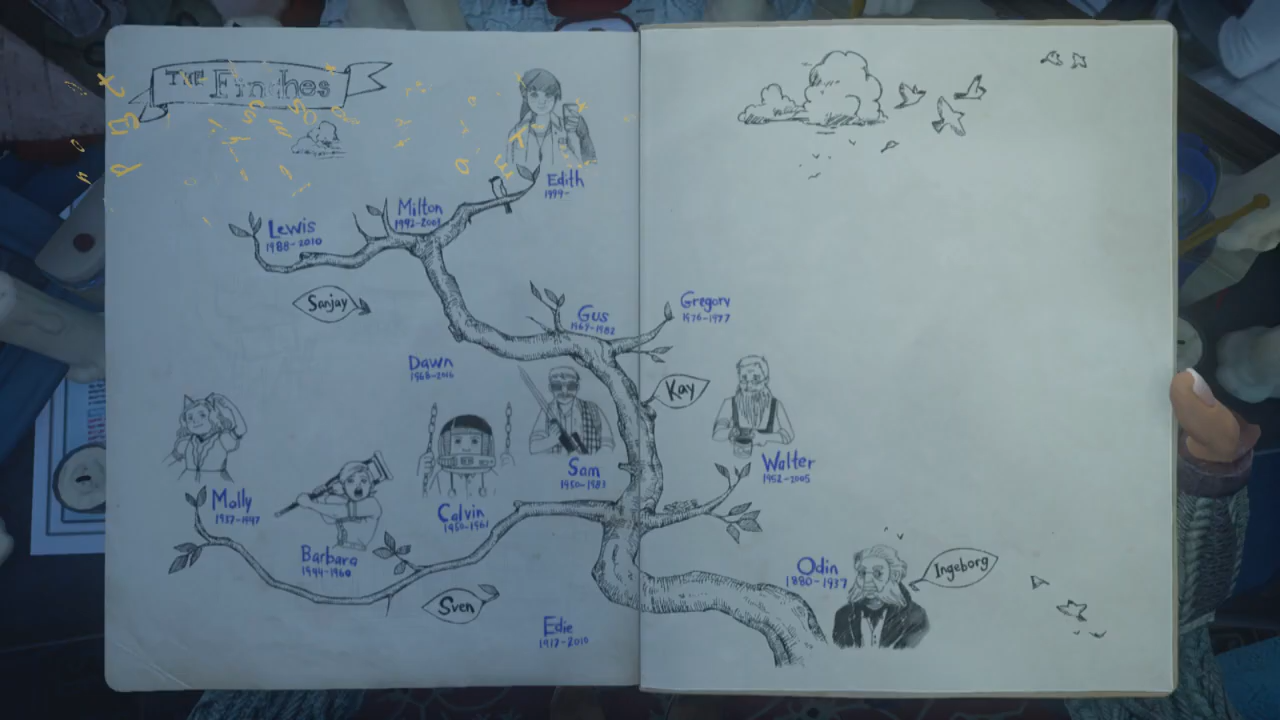 THE Finches
Edith
1999-
Milton
1992-2003
Lewis
1988-2010
Sanjay
Gus
1969-1982
Gregory
1976-1977
Dawn
1968-2016
Kay
Sam
1950-1983
Walter
1952-2005
Molly
1937-1947
Calvin
1950-1961
Barbara
1944-1960
Sven
Odin
1880-1937
Ingeborg
Edie
1917-2010